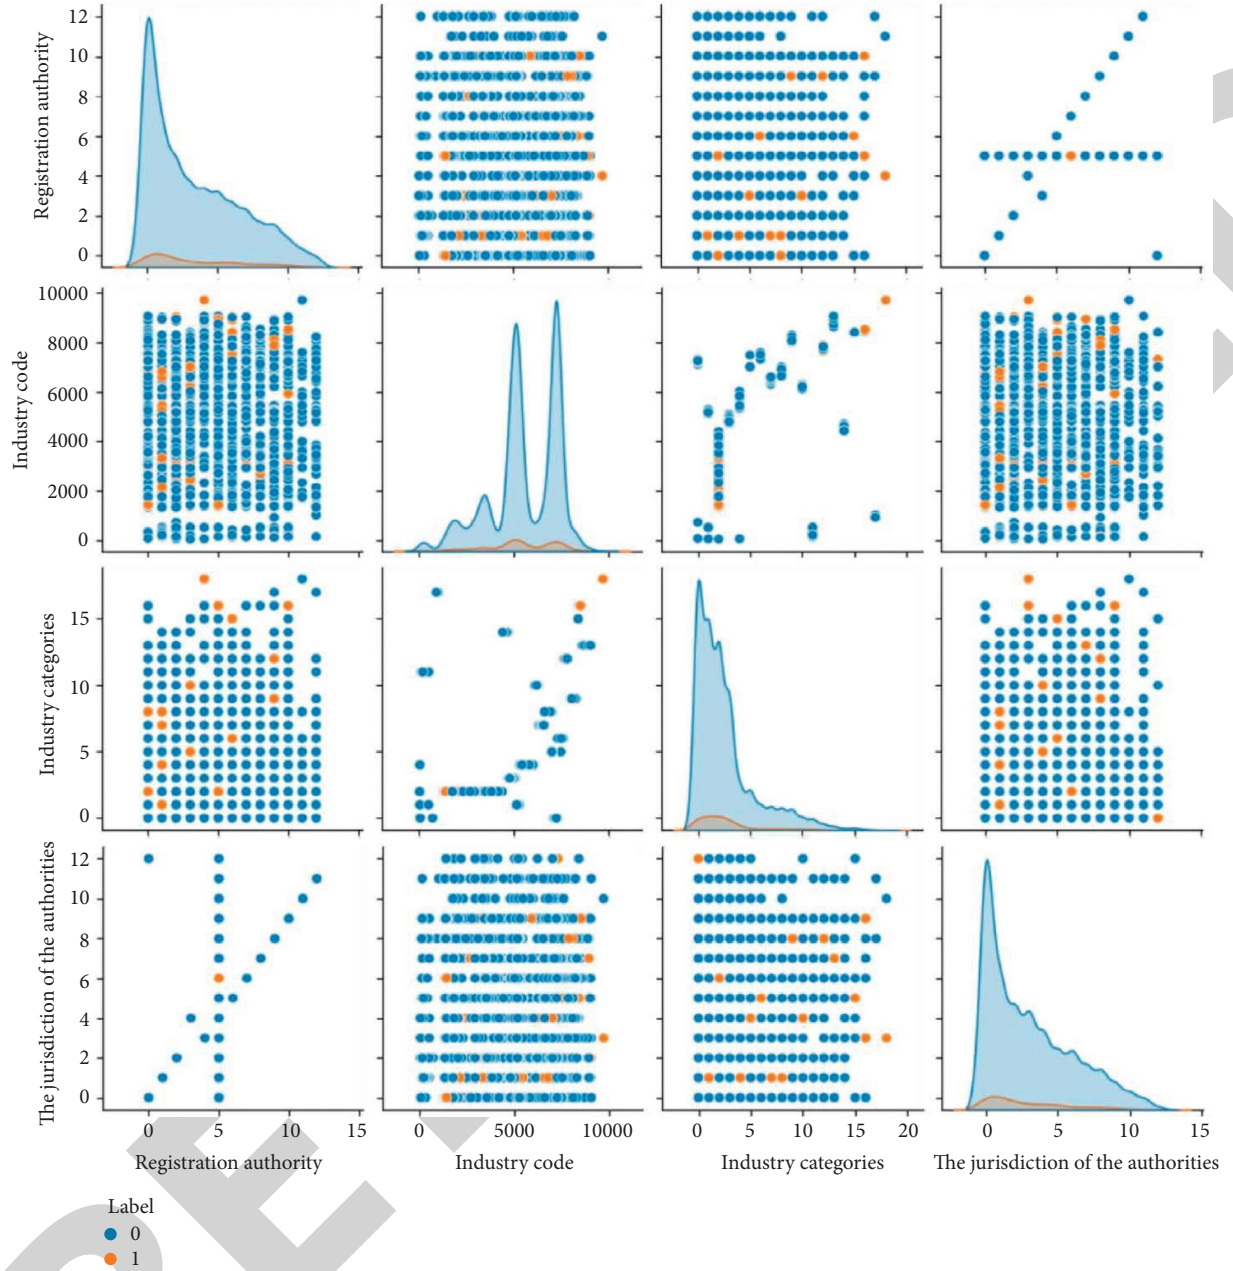 Registration authority
12
10
8
6
4
2
0
Industry code
10000
8000
6000
4000
2000
0
Industry categories
15
10
5
0
The jurisdiction of the authorities
12
10
8
6
4
2
0
0 5 10 15
0 5000 10000
0 5 10 15 20
0 5 10 15
Registration authority
Industry code
Industry categories
The jurisdiction of the authorities
Label
0
1